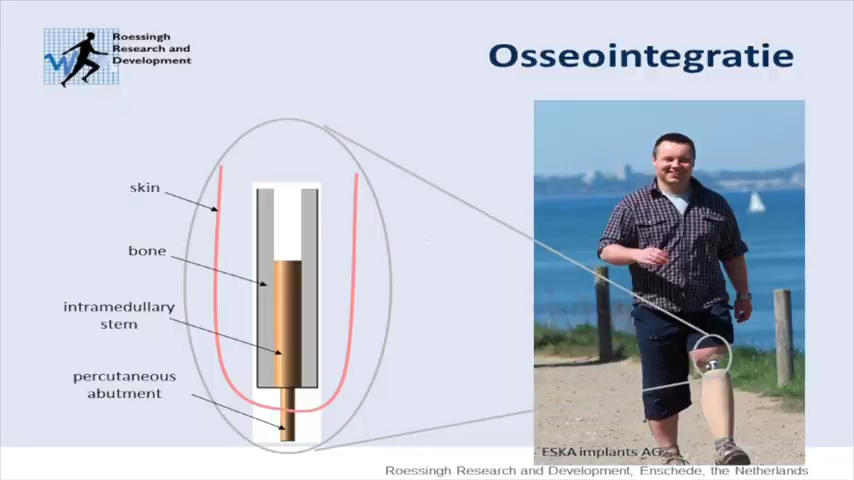 Roessingh
Research and
Development
Osseointegratie
skin
bone
intramedullary
stem
percutaneous
abutment
ESKA implants AG
Roessingh Research and Development, Enschede, the Netherlands